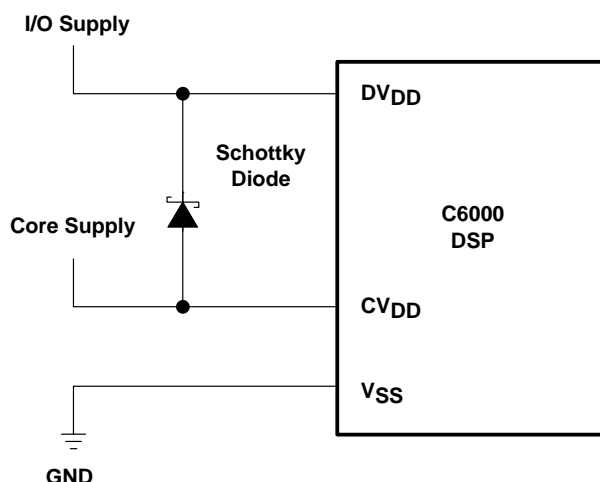 I/O Supply
DVDD
Schottky
Diode
C6000
DSP
Core Supply
CVDD
VSS
GND